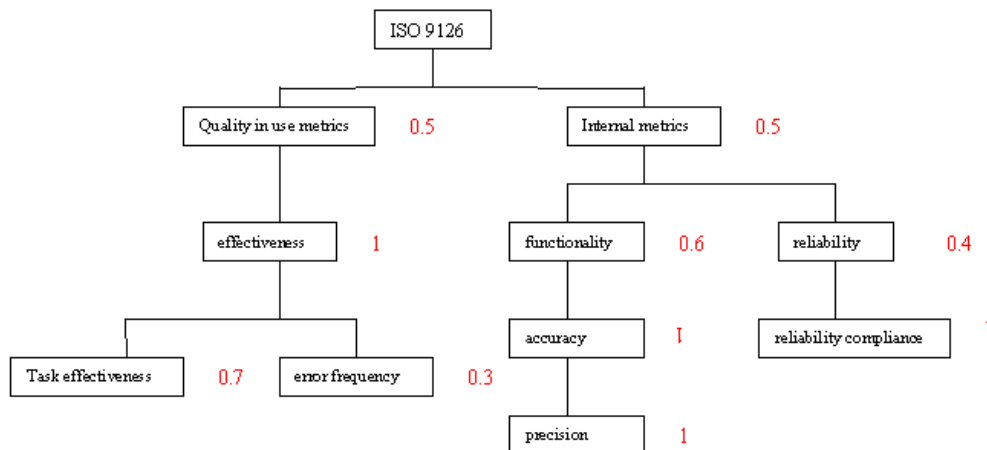 ISO 9126
Quality in use metrics 0.5
Internal metrics 0.5
effectiveness 1
functionality 0.6
reliability 0.4
accuracy 1
reliability compliance
Task effectiveness 0.7
error frequency 0.3
precision 1